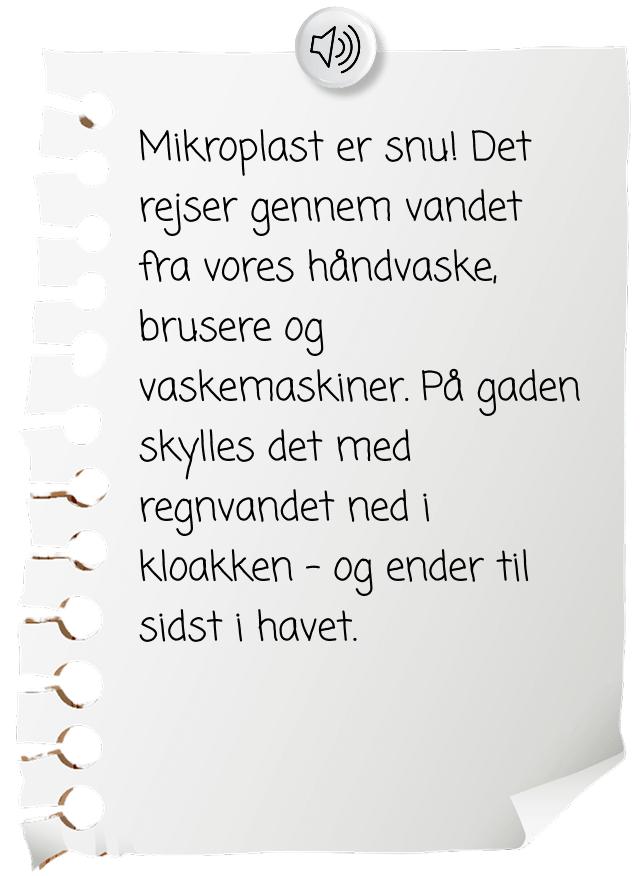 Mikroplast er snu! Det
rejser gennem vandet
fra vores håndvaske,
brusere og
vaskemaskiner. På gaden
skylles det med
regnvandet ned i
kloakken - og ender til
sidst i havet.